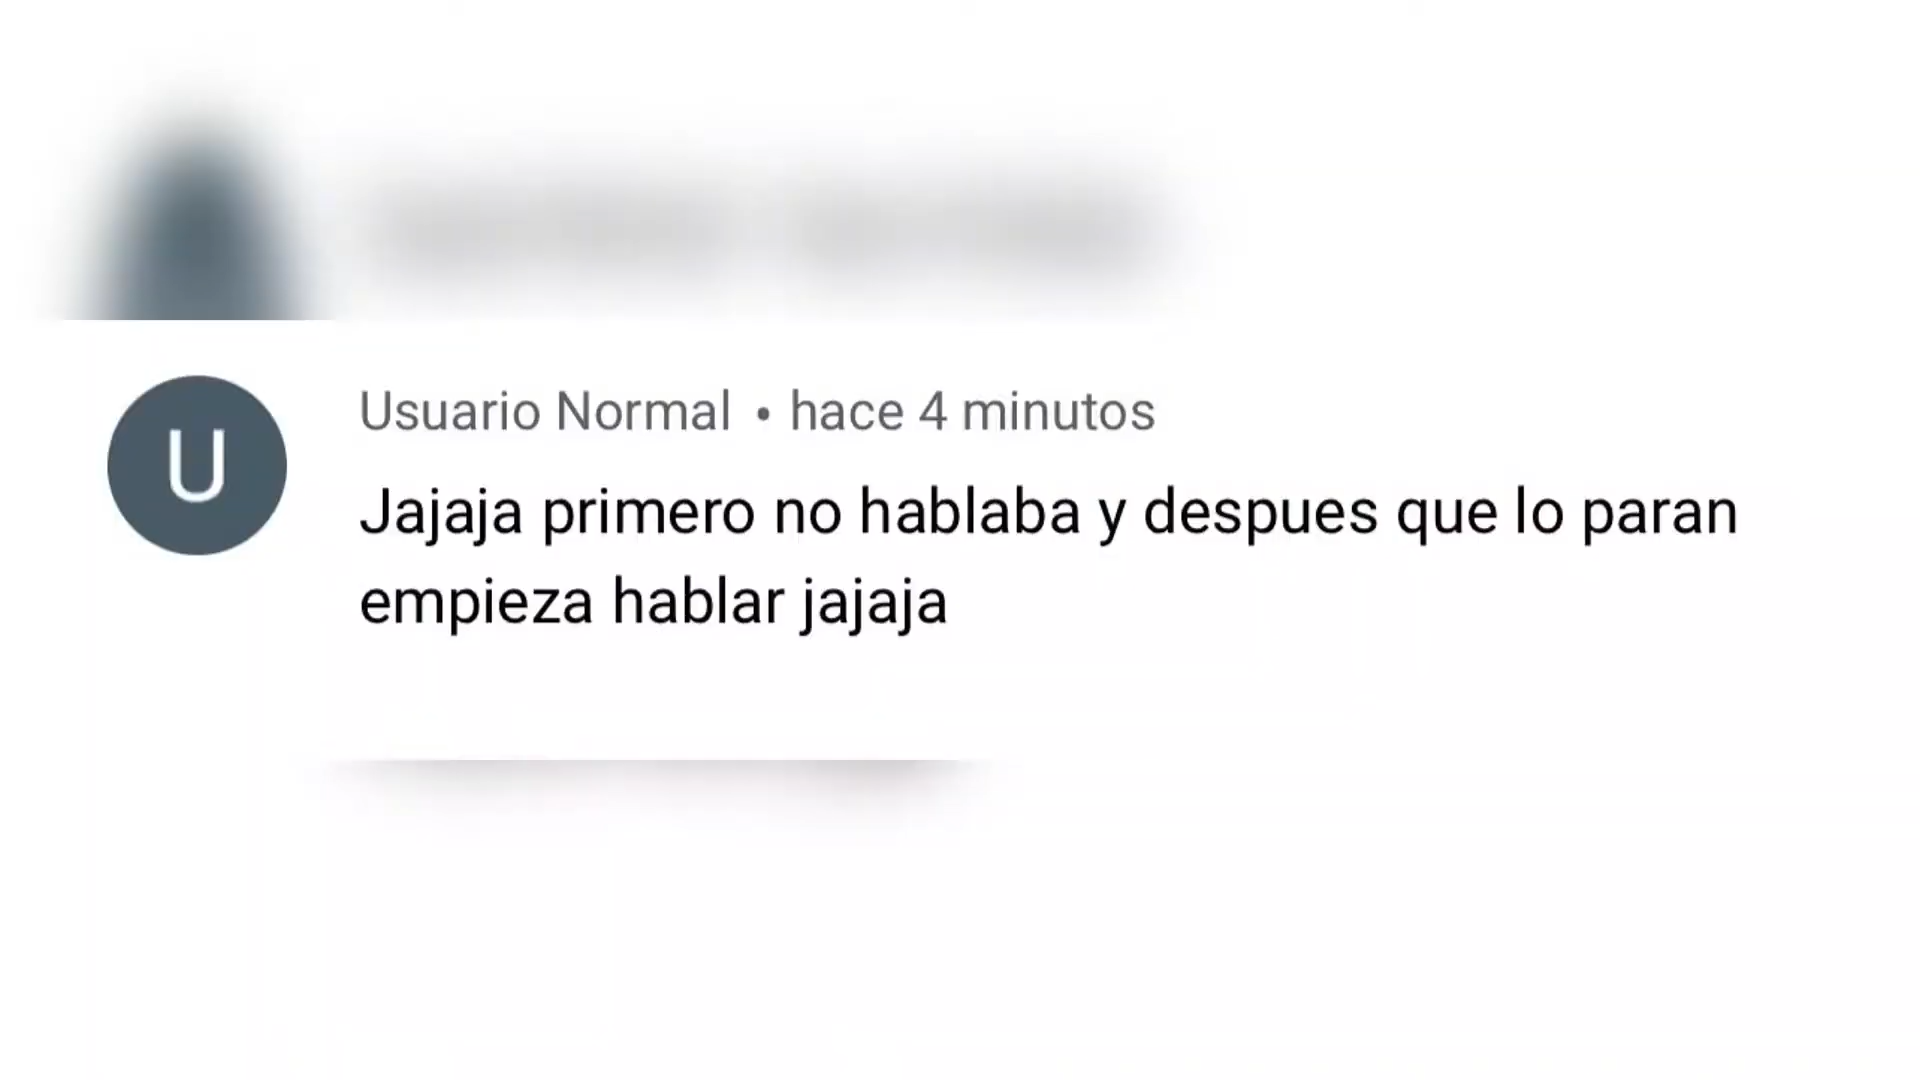 U
Usuario Normal • hace 4 minutos
Jajaja primero no hablaba y despues que lo paran
empieza hablar jajaja